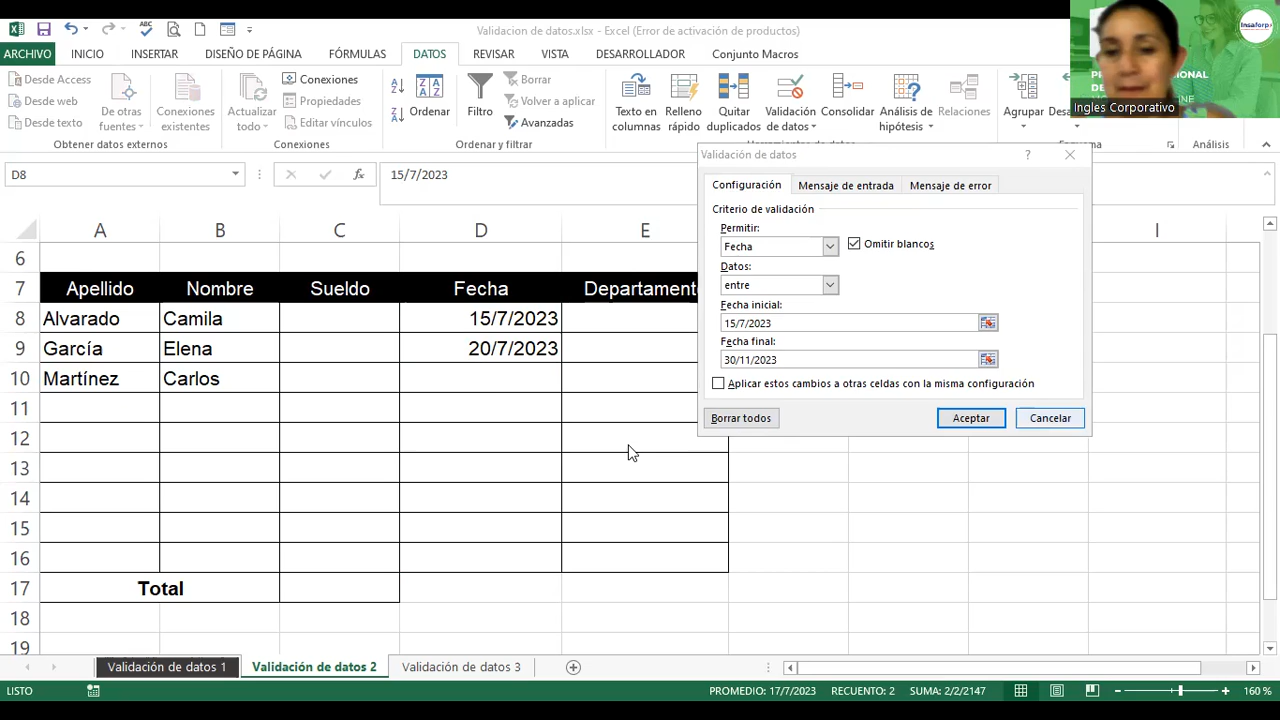 Validacion de datos.xlsx - Excel (Error de activación de productos)
ARCHIVO INICIO INSERTAR DISEÑO DE PÁGINA FÓRMULAS DATOS REVISAR VISTA DESARROLLADOR Conjunto Macros
Desde Access
Desde web
Desde texto
De otras fuentes
Conexiones existentes
Actualizar todo
Conexiones
Propiedades
Editar vínculos
Ordenar
Filtro
Borrar
Volver a aplicar
Avanzadas
Texto en columnas
Relleno rápido
Quitar duplicados
Validación de datos
Consolidar
Análisis de hipótesis
Relaciones
Agrupar
Obtener datos externos Conexiones Ordenar y filtrar Análisis
Insaforp
Ingles Corporativo
D8 fx 15/7/2023
A B C D E I
6
7 Apellido Nombre Sueldo Fecha Departament
8 Alvarado Camila 15/7/2023
9 García Elena 20/7/2023
10 Martínez Carlos
11
12
13
14
15
16
17 Total
18
19
Validación de datos ?
Configuración Mensaje de entrada Mensaje de error
Criterio de validación
Permitir:
Fecha Omitir blancos
Datos:
entre
Fecha inicial:
15/7/2023
Fecha final:
30/11/2023
Aplicar estos cambios a otras celdas con la misma configuración
Borrar todos Aceptar Cancelar
Validación de datos 1 Validación de datos 2 Validación de datos 3
LISTO PROMEDIO: 17/7/2023 RECUENTO: 2 SUMA: 2/2/2147 160 %